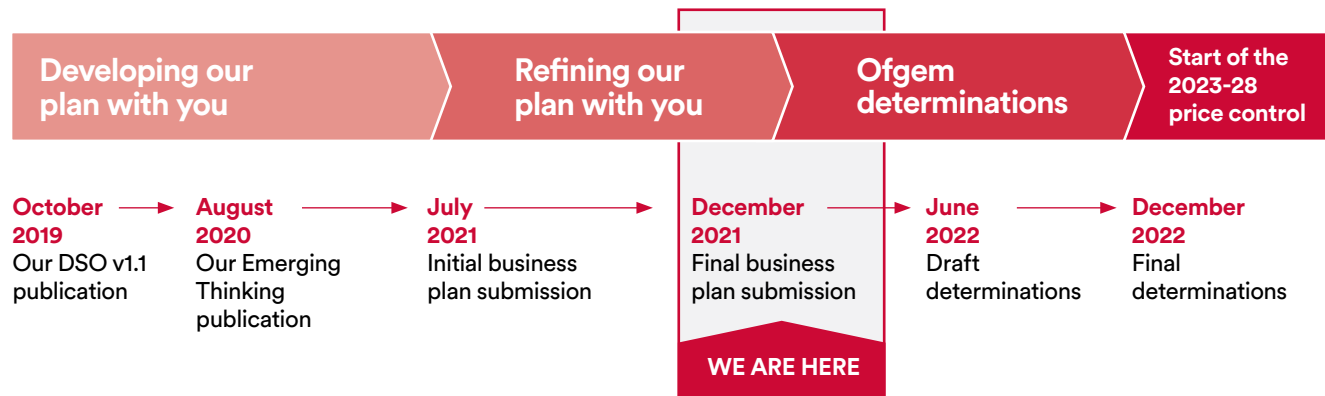 Developing our
plan with you
Refining our
plan with you
Ofgem
determinations
Start of the
2023-28
price control
October
2019
Our DSO v1.1
publication
August
2020
Our Emerging
Thinking
publication
July
2021
Initial business
plan submission
December
2021
Final business
plan submission
June
2022
Draft
determinations
December
2022
Final
determinations
WE ARE HERE